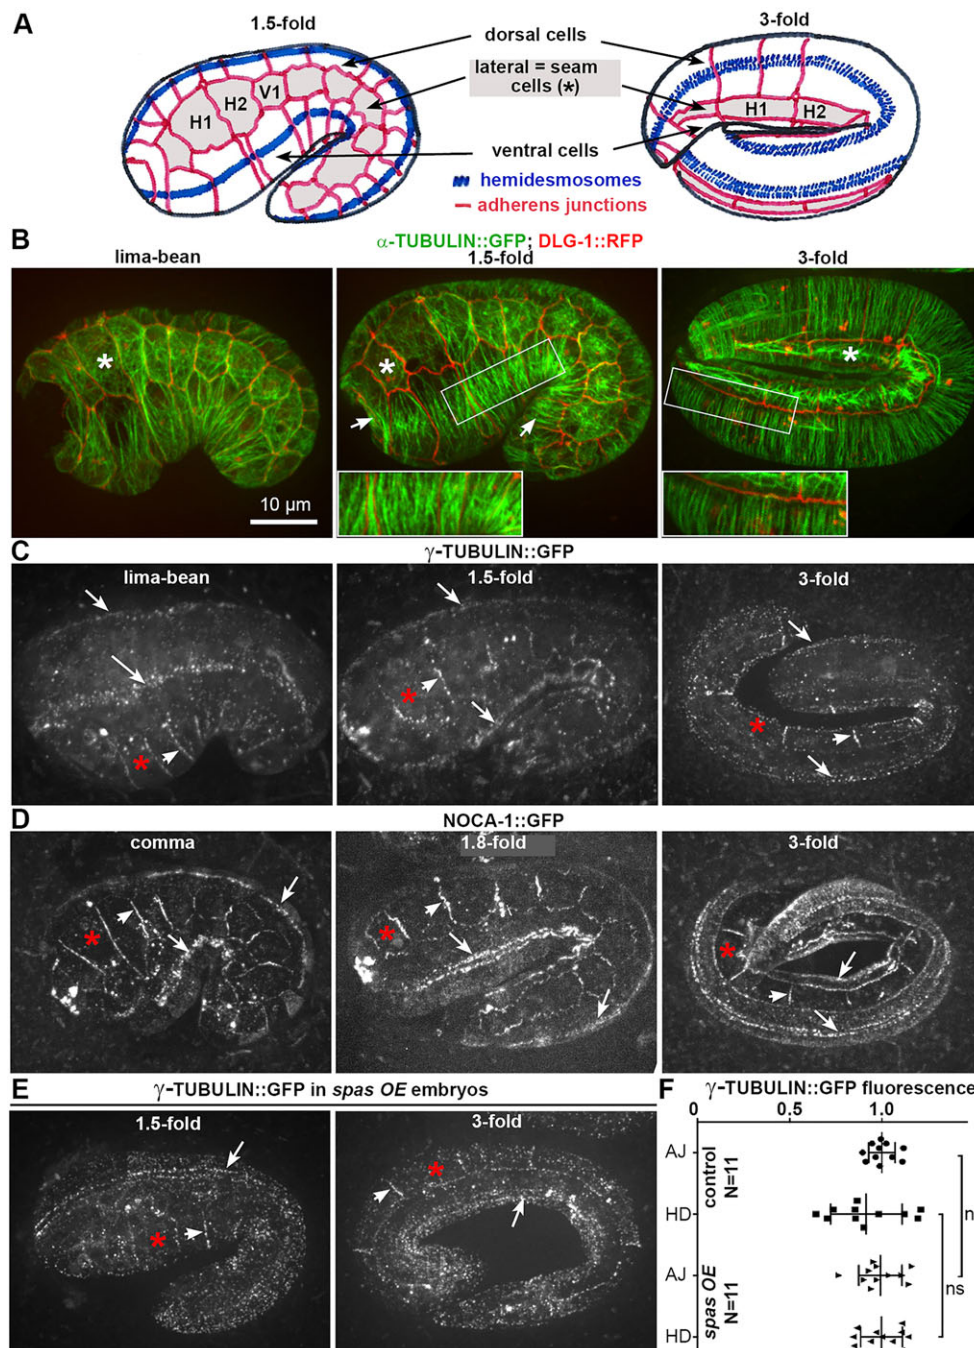 A
1.5-fold
3-fold
dorsal cells
lateral = seam
cells (*)
V1
H2
H1
H1
H2
ventral cells
hemidesmosomes
adherens junctions
B
α-TUBULIN::GFP; DLG-1::RFP
lima-bean
1.5-fold
3-fold
*
*
*
10 µm
C
γ-TUBULIN::GFP
lima-bean
1.5-fold
3-fold
*
*
*
D
NOCA-1::GFP
comma
1.8-fold
3-fold
*
*
*
E
γ-TUBULIN::GFP in spas OE embryos
1.5-fold
3-fold
*
*
F
γ-TUBULIN::GFP fluorescence
0
0.5
1.0
AJ
control
N=11
HD
AJ
spas OE
N=11
HD
n
ns